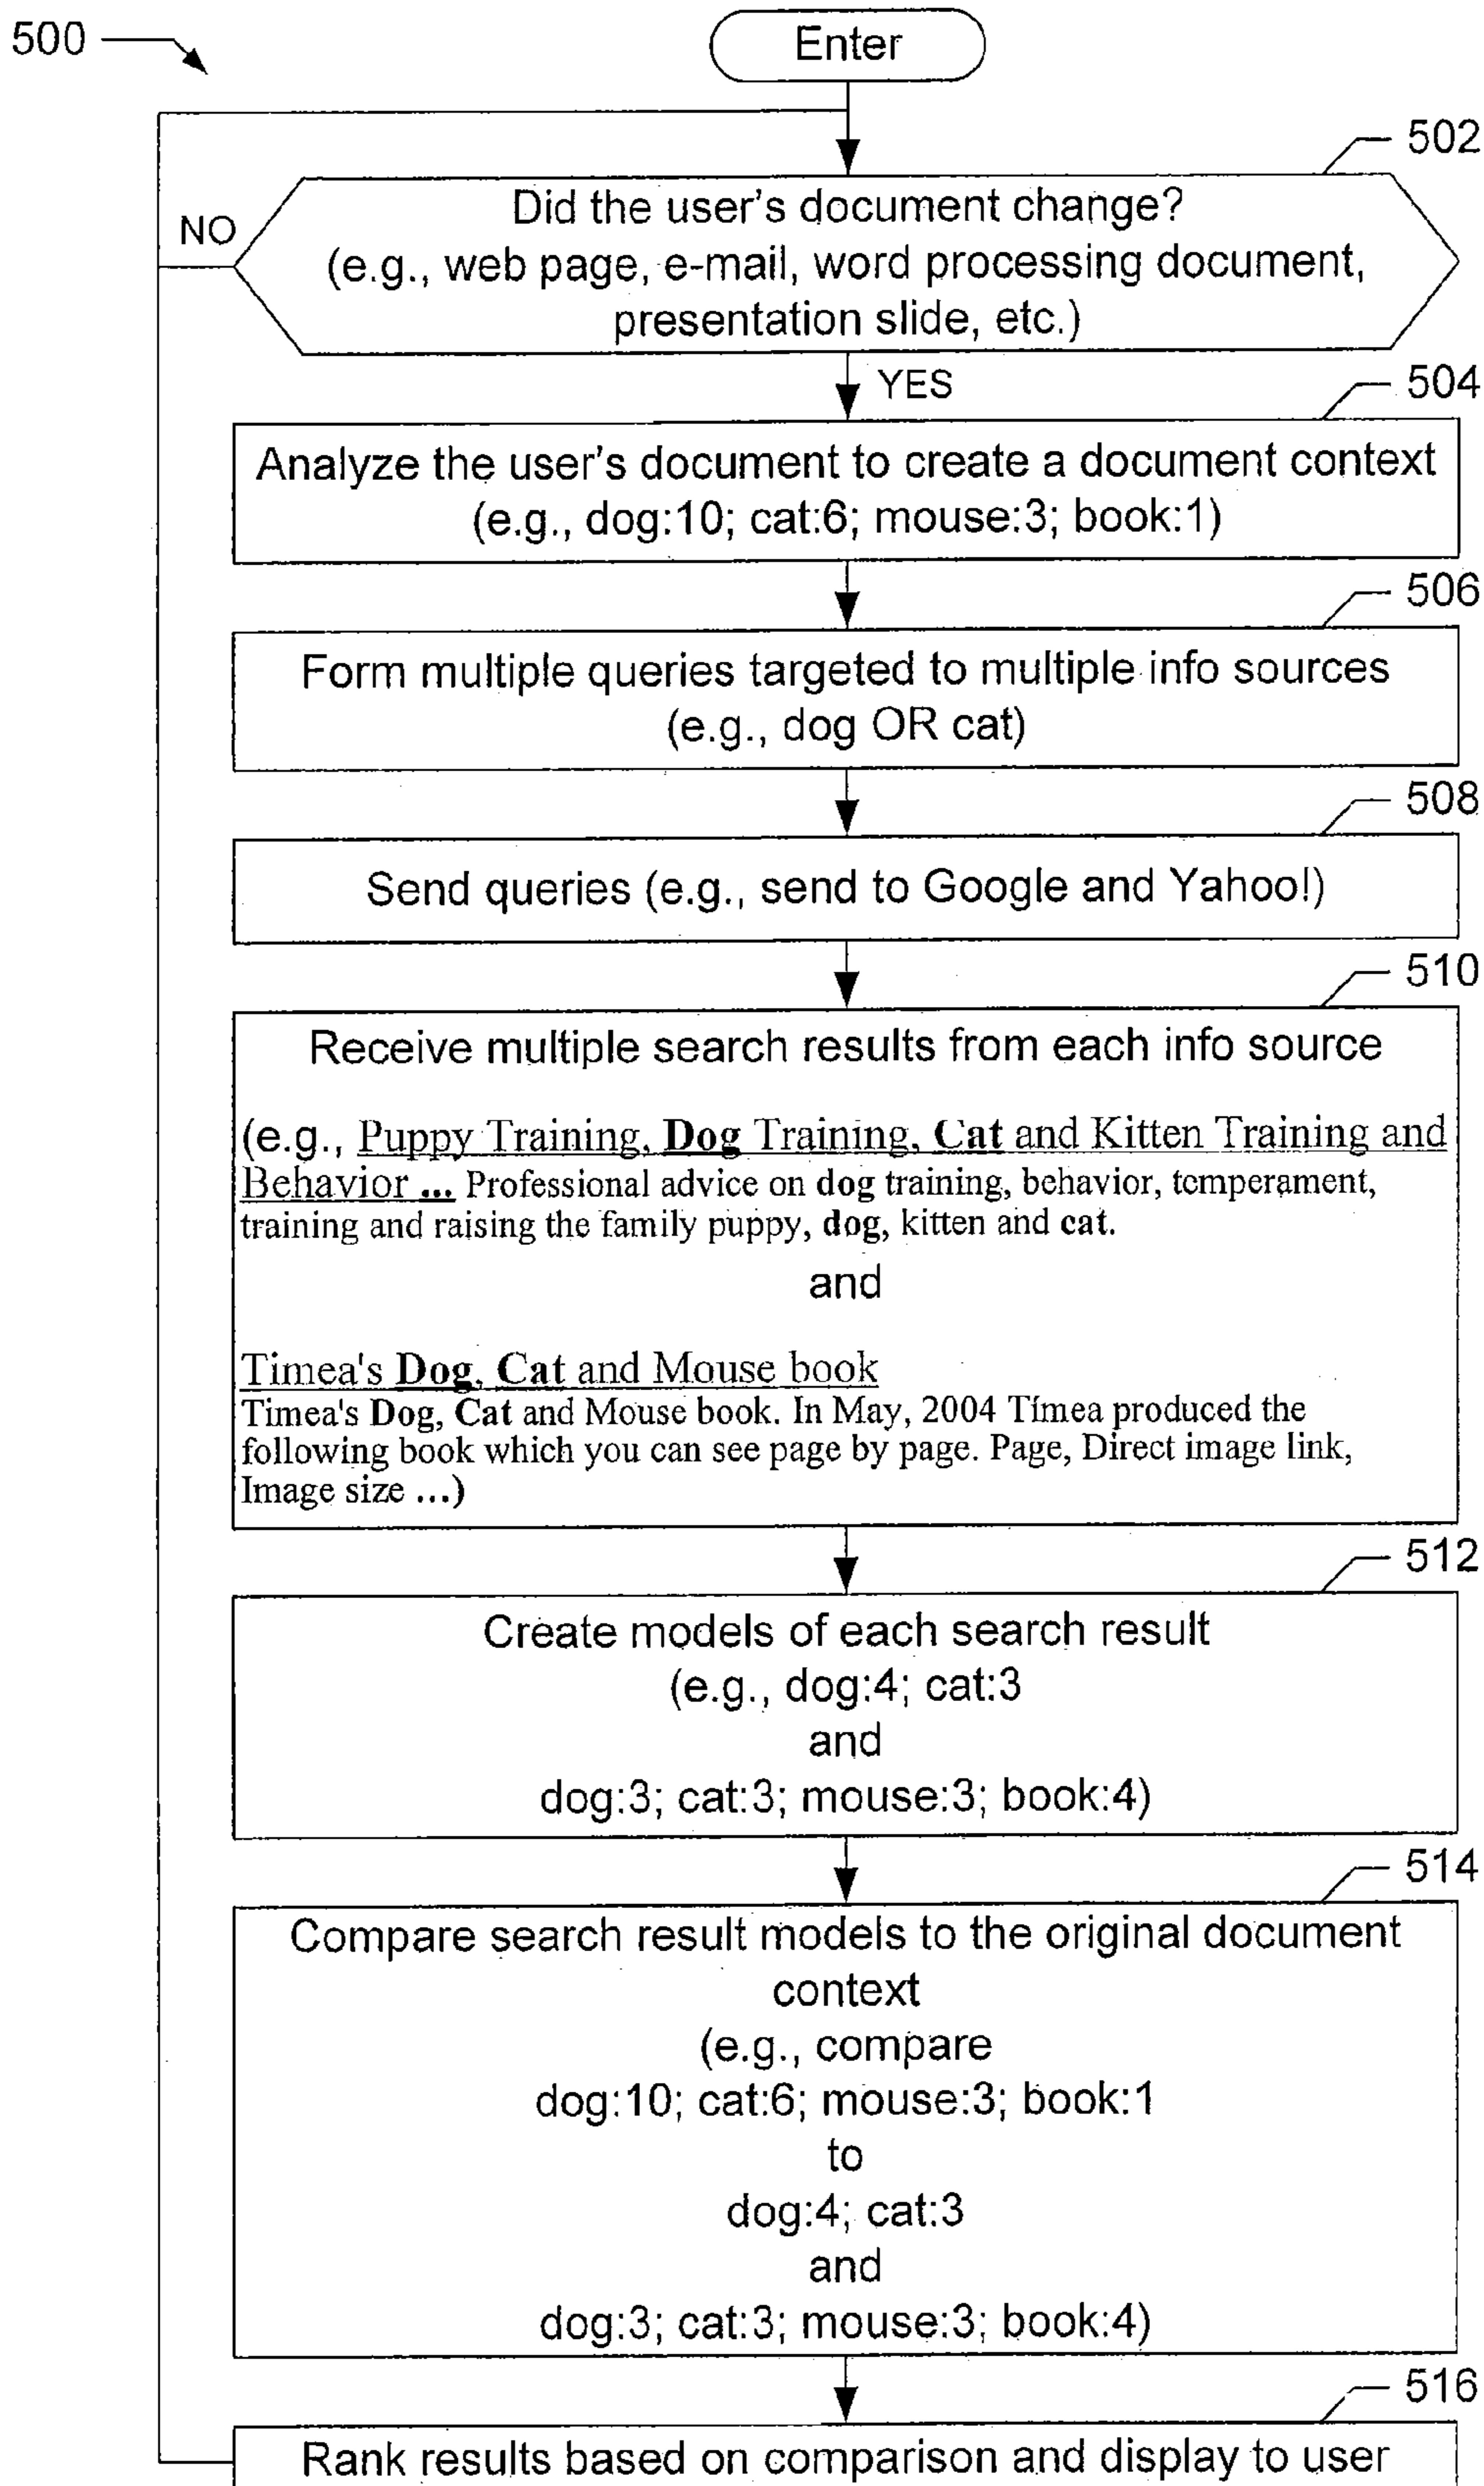 500
Enter
502
Did the user's document change?
NO
(e.g., web page, e-mail, word processing document,
presentation slide, etc.)
YES
504
Analyze the user's document to create a document context
(e.g., dog:10; cat:6; mouse:3; book:1)
506
Form multiple queries targeted to multiple info sources
(e.g., dog OR cat)
508
Send queries (e.g., send to Google and Yahoo!)
510
Receive multiple search results from each info source
(e.g., Puppy Training, Dog Training, Cat and Kitten Training and
Behavior ... Professional advice on dog training, behavior, temperament,
training and raising the family puppy, dog, kitten and cat.
and
Timea's Dog, Cat and Mouse book
Timea's Dog, Cat and Mouse book. In May, 2004 Timea produced the
following book which you can see page by page. Page, Direct image link,
Image size ...)
512
Create models of each search result
(e.g., dog:4; cat:3
and
dog:3; cat:3; mouse:3; book:4)
514
Compare search result models to the original document
context
(e.g., compare
dog:10; cat:6; mouse:3; book:1
to
dog:4; cat:3
and
dog:3; cat:3; mouse:3; book:4)
516
Rank results based on comparison and display to user